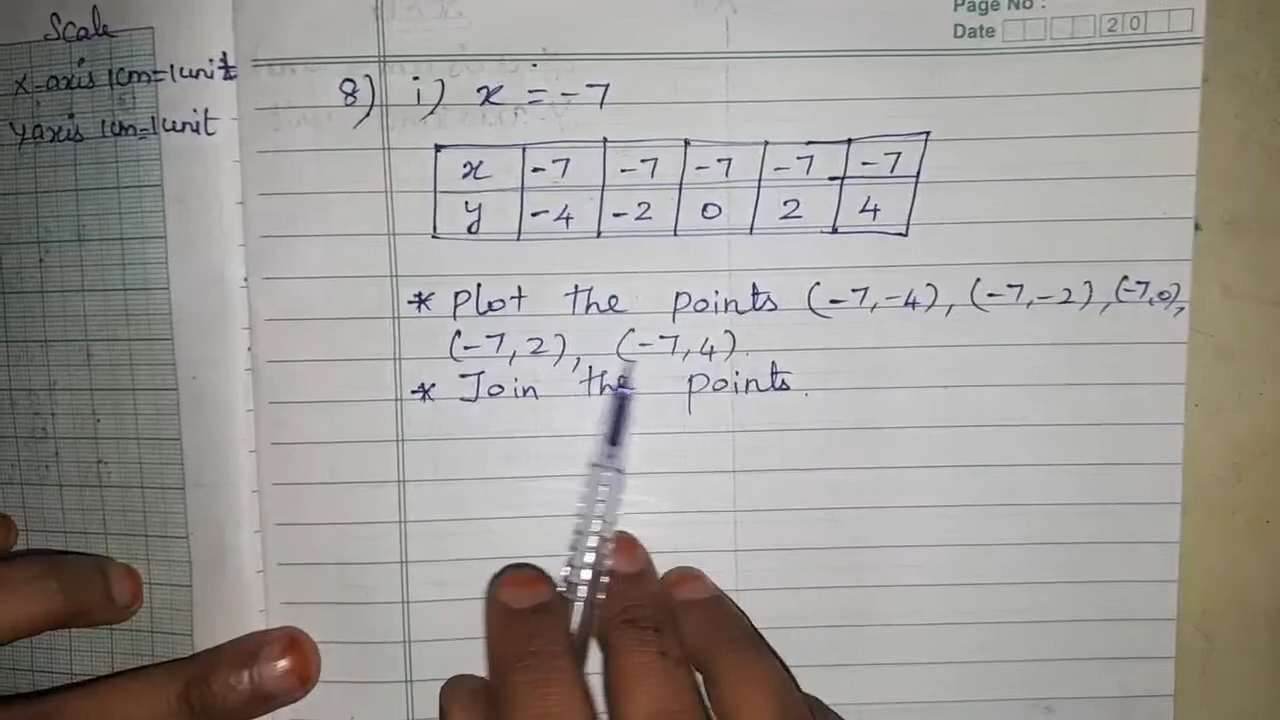 Scale
x-axis 1cm=1unit
y axis 1cm=1unit
Page No :
Date 20
8) i) x = -7
x -7 -7 -7 -7 -7
y -4 -2 0 2 4
* Plot the points (-7,-4), (-7,-2), (-7,0),
(-7,2), (-7,4).
* Join the points.